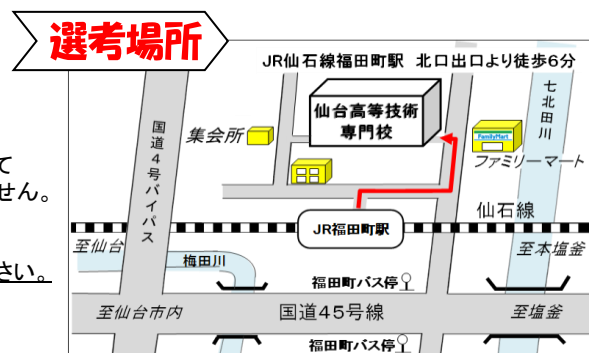 選考場所
JR仙石線福田町駅 北口出口より徒歩6分
仙台高等技術
専門校
七北田川
国道4号バイパス
集会所
FamilyMart
ファミリーマート
て
せん。
仙石線
JR福田町駅
至仙台
至本塩釜
梅田川
さい。
福田町バス停
至仙台市内
国道45号線
至塩釜
福田町バス停